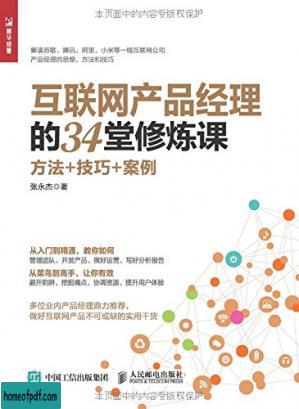 本页面中的内容受版权保护 本页面中的内容受版权保护
解读谷歌、腾讯、阿里、小米等一线互联网公司
产品经理的思想、方法和技巧
互联网产品经理
的34堂修炼课
方法+技巧+案例
张永杰◎著
从入门到精通，教你如何
管理团队、开发产品、做好运营、写好分析报告
从菜鸟到高手，让你有效
避开陷阱、挖掘痛点、协调资源、提升用户体验
多位业内产品经理鼎力推荐，
做好互联网产品不可或缺的实用干货
中国工信出版集团 人民邮电出版社
homeofpdf.com